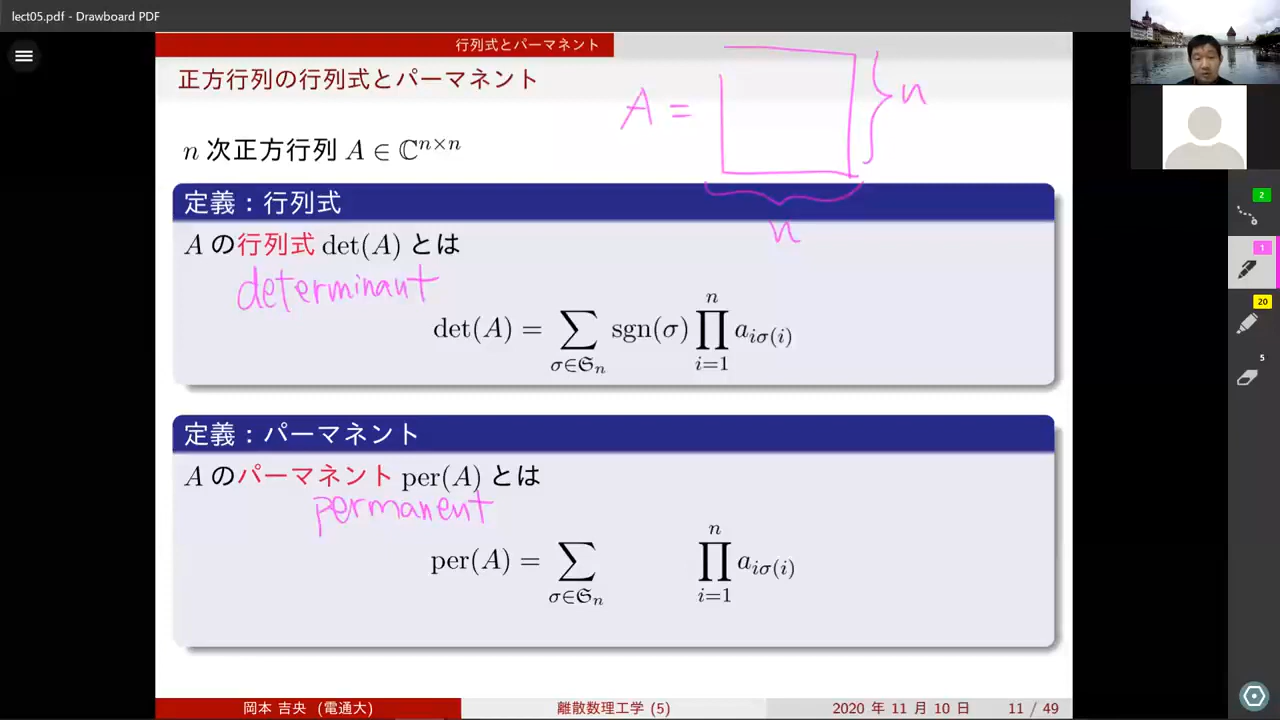 lect05.pdf - Drawboard PDF
行列式とパーマネント
正方行列の行列式とパーマネント
A =
n
n
n 次正方行列 A ∈ ℂ^{n×n}
定義：行列式
A の行列式 det(A) とは
determinant
det(A) = ∑_{σ∈𝔖_n} sgn(σ) ∏_{i=1}^{n} a_{iσ(i)}
定義：パーマネント
A のパーマネント per(A) とは
permanent
per(A) = ∑_{σ∈𝔖_n} ∏_{i=1}^{n} a_{iσ(i)}
岡本 吉央 (電通大)
離散数理工学 (5)
2020 年 11 月 10 日
11 / 49
2
1
20
5